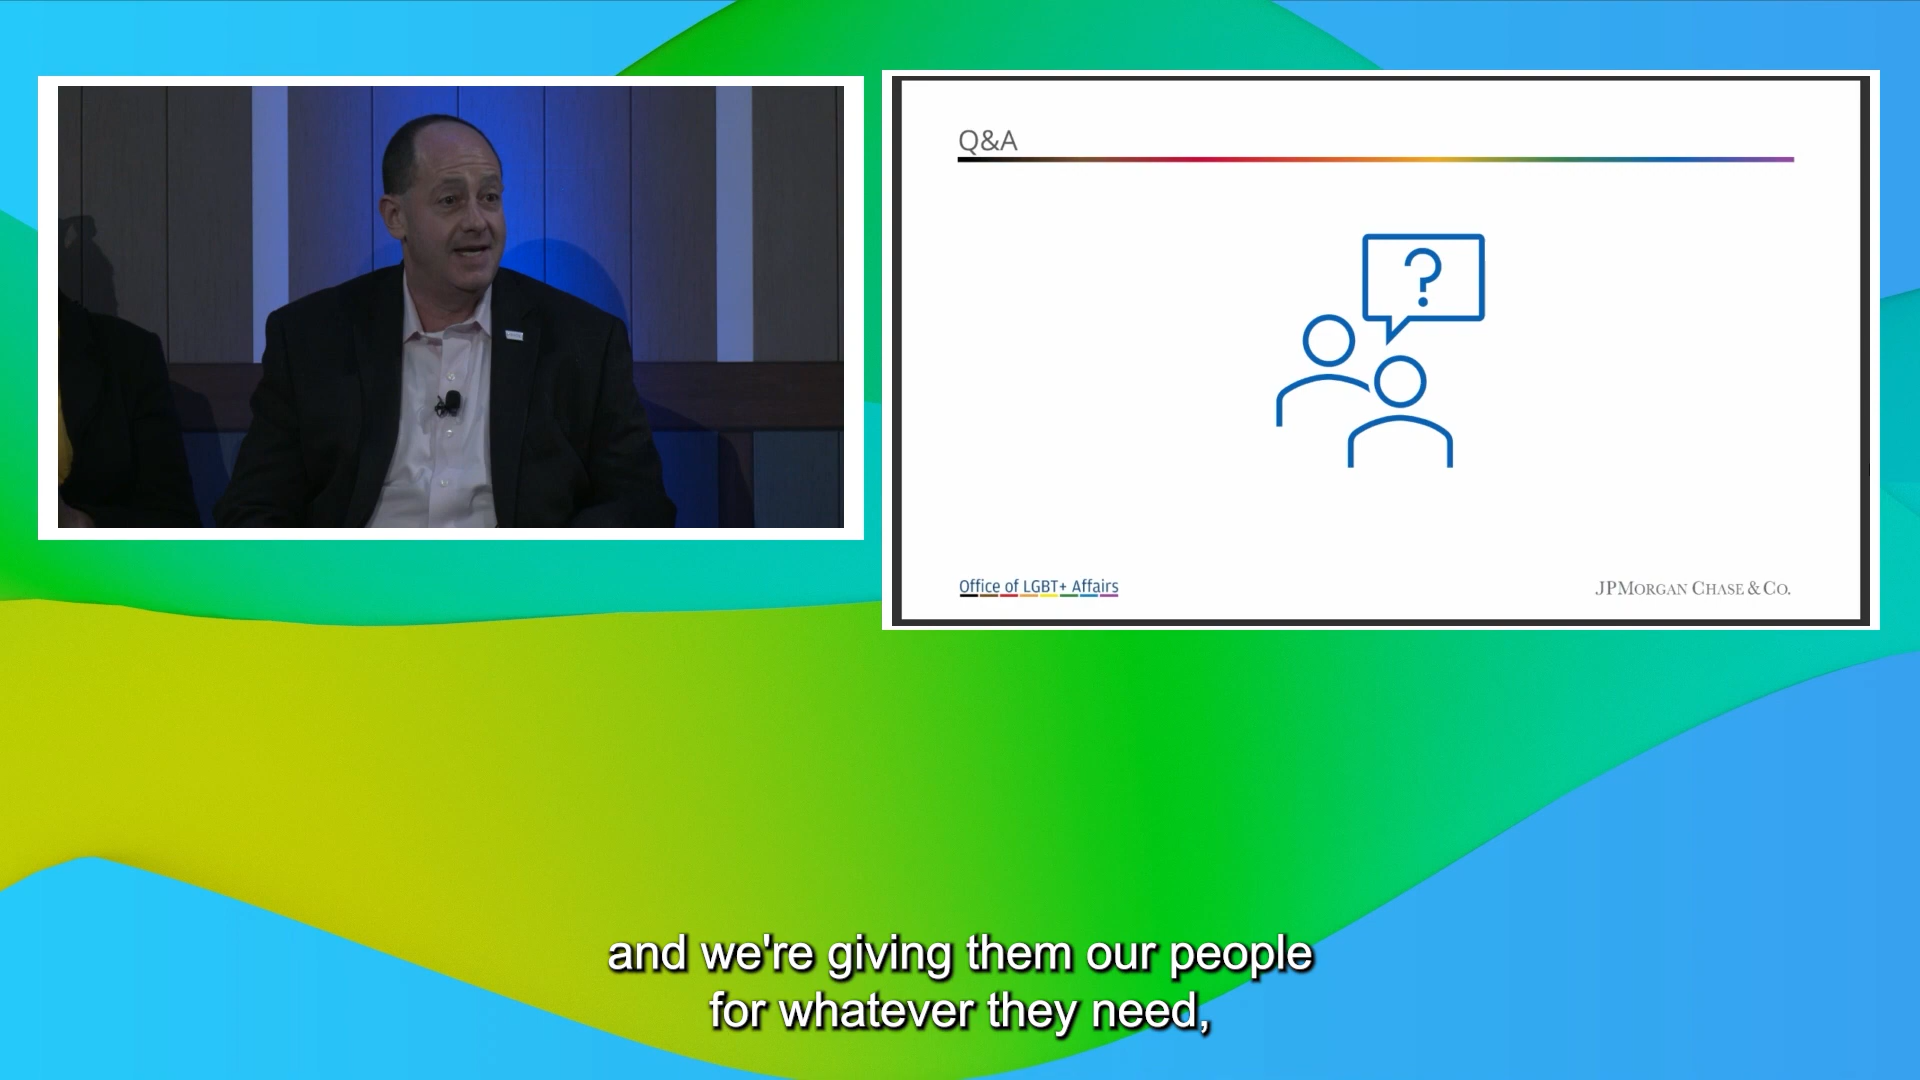 Q&A
?
Office of LGBT+ Affairs
JPMORGAN CHASE & CO.
and we're giving them our people
for whatever they need,